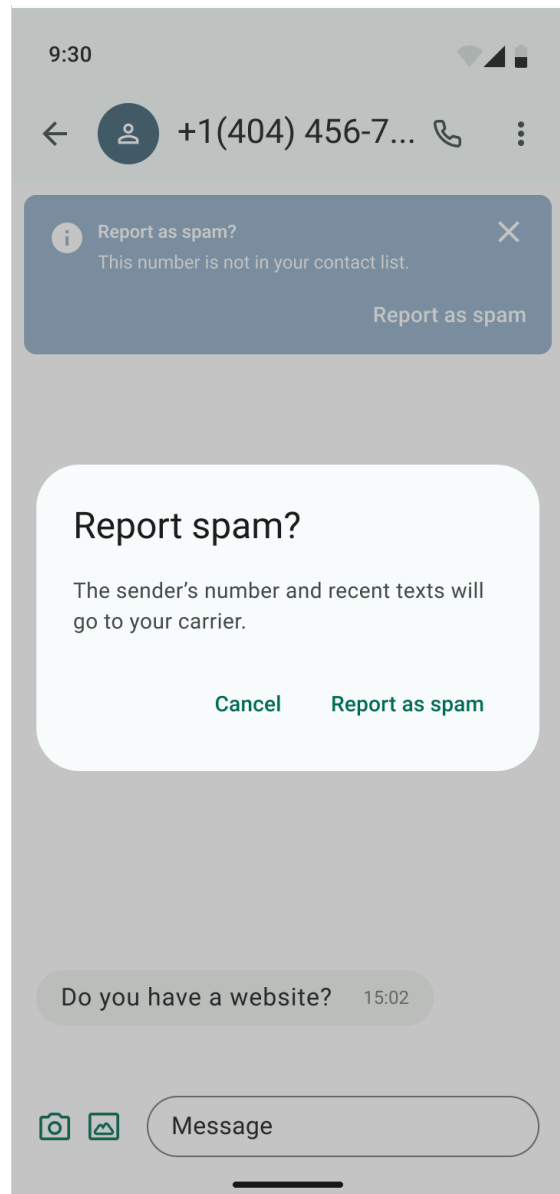 9:30
+1(404) 456-7...
Report as spam?
This number is not in your contact list.
Report as spam
Report spam?
The sender’s number and recent texts will
go to your carrier.
Cancel Report as spam
Do you have a website? 15:02
Message